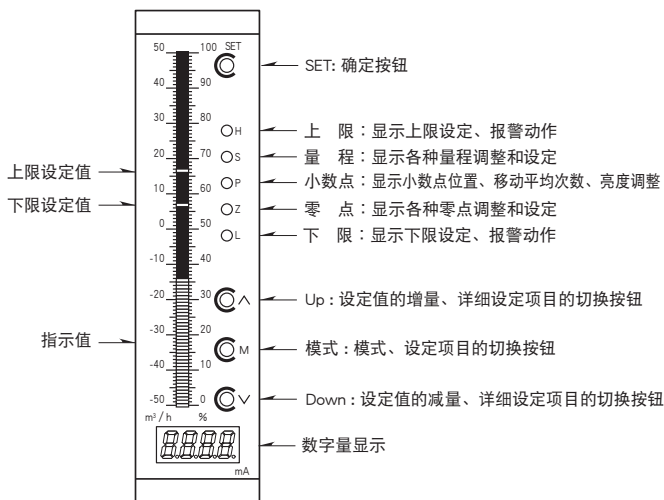 50 100 SET
SET: 确定按钮
40 90
30 80
H 上 限：显示上限设定、报警动作
20 70 S 量 程：显示各种量程调整和设定
上限设定值
10 60 P 小数点：显示小数点位置、移动平均次数、亮度调整
下限设定值
0 50 Z 零 点：显示各种零点调整和设定
L 下 限：显示下限设定、报警动作
-10 40
-20 30 Up：设定值的增量、详细设定项目的切换按钮
-30 20
指示值
M 模式：模式、设定项目的切换按钮
-40 10
-50 0 Down：设定值的减量、详细设定项目的切换按钮
m³ / h %
8.8.8.8. 数字量显示
mA